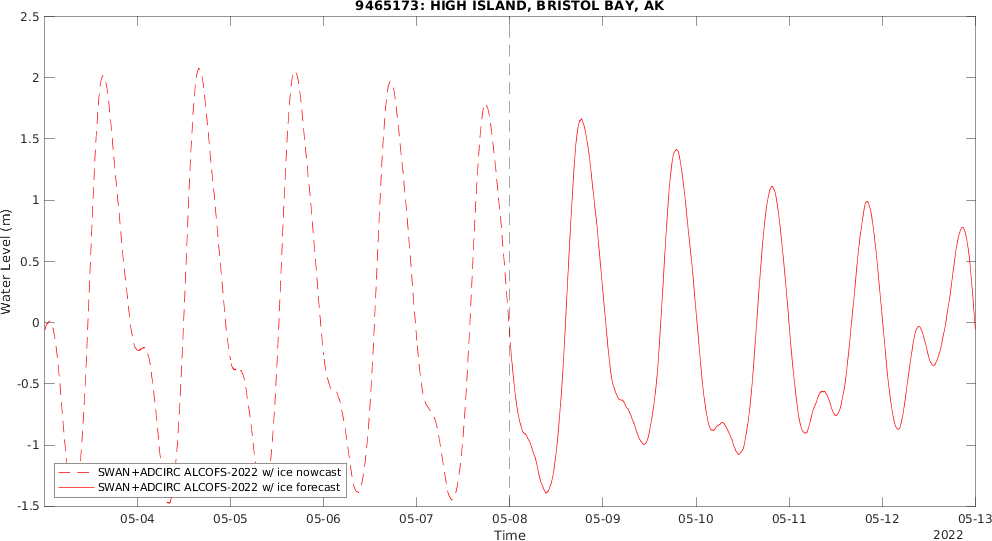 9465173: HIGH ISLAND, BRISTOL BAY, AK
2.5
2
1.5
1
0.5
0
-0.5
-1
-1.5
Water Level (m)
SWAN+ADCIRC ALCOFS-2022 w/ ice nowcast
SWAN+ADCIRC ALCOFS-2022 w/ ice forecast
05-04 05-05 05-06 05-07 05-08 05-09 05-10 05-11 05-12 05-13
Time
2022